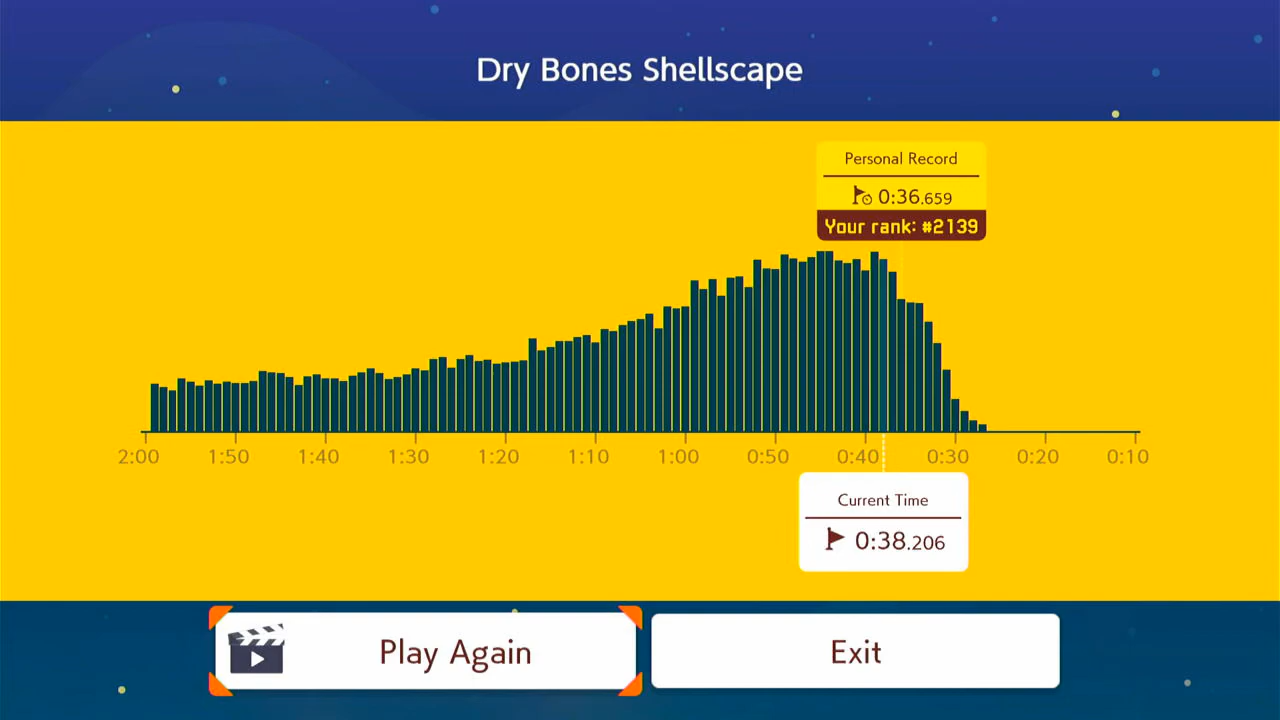 Dry Bones Shellscape
Personal Record
0:36.659
Your rank: #2139
2:00 1:50 1:40 1:30 1:20 1:10 1:00 0:50 0:40 0:30 0:20 0:10
Current Time
0:38.206
Play Again Exit